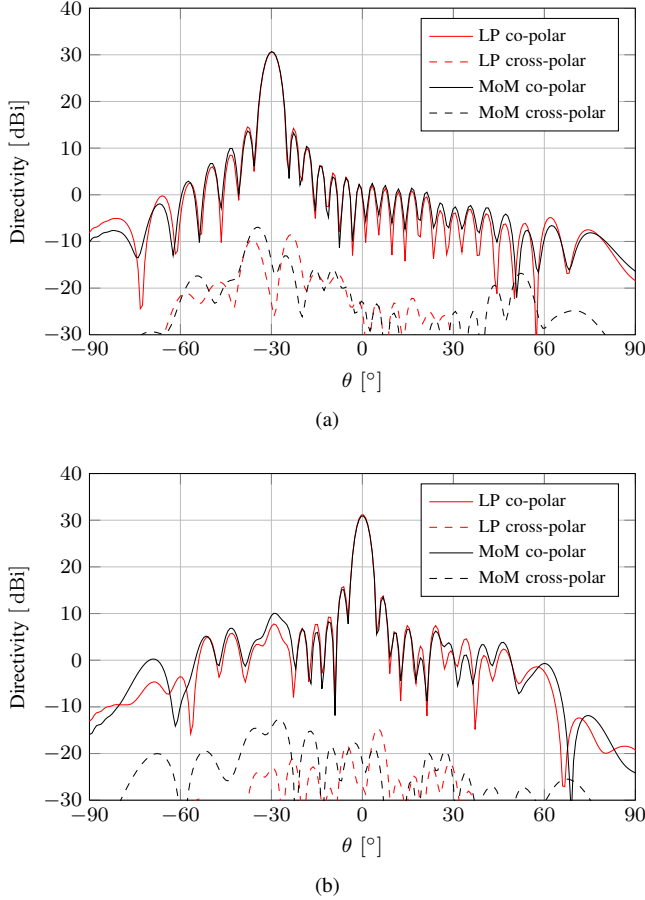 40
30
20
10
0
−10
−20
−30
Directivity [ dBi]
LP co-polar
LP cross-polar
MoM co-polar
MoM cross-polar
−90 −60 −30 0 30 60 90
θ [°]
(a)
40
30
20
10
0
−10
−20
−30
Directivity [ dBi]
LP co-polar
LP cross-polar
MoM co-polar
MoM cross-polar
−90 −60 −30 0 30 60 90
θ [°]
(b)